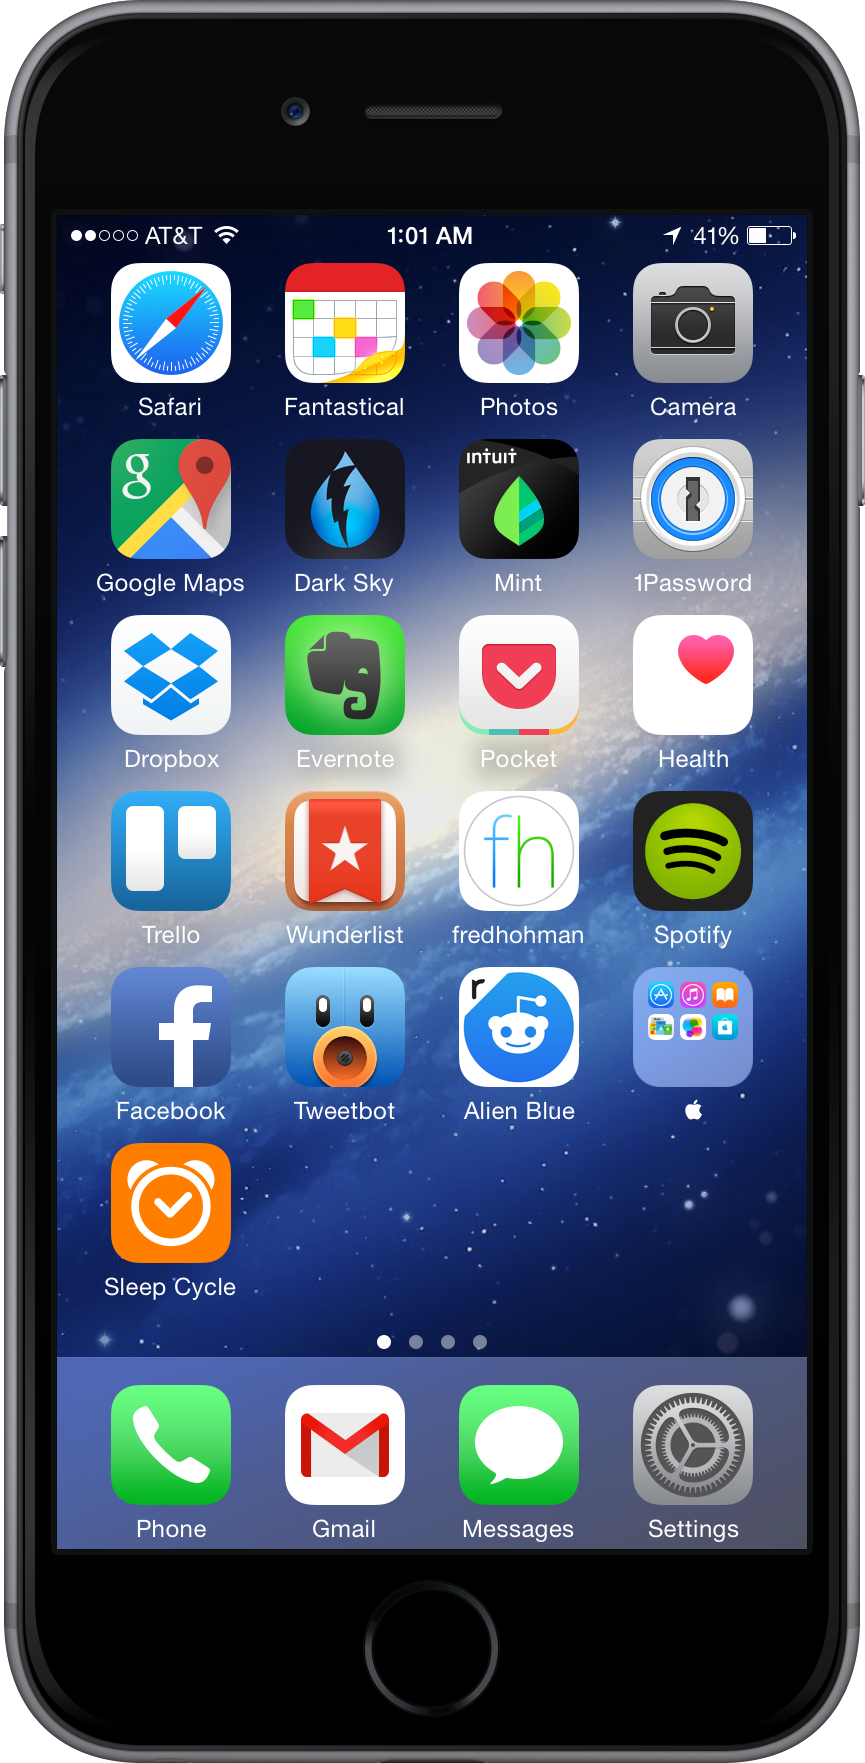 AT&T 1:01 AM 41%
Safari Fantastical Photos Camera
g intuit
Google Maps Dark Sky Mint 1Password
Dropbox Evernote Pocket Health
fh
Trello Wunderlist fredhohman Spotify
f r
Facebook Tweetbot Alien Blue
Sleep Cycle
Phone Gmail Messages Settings